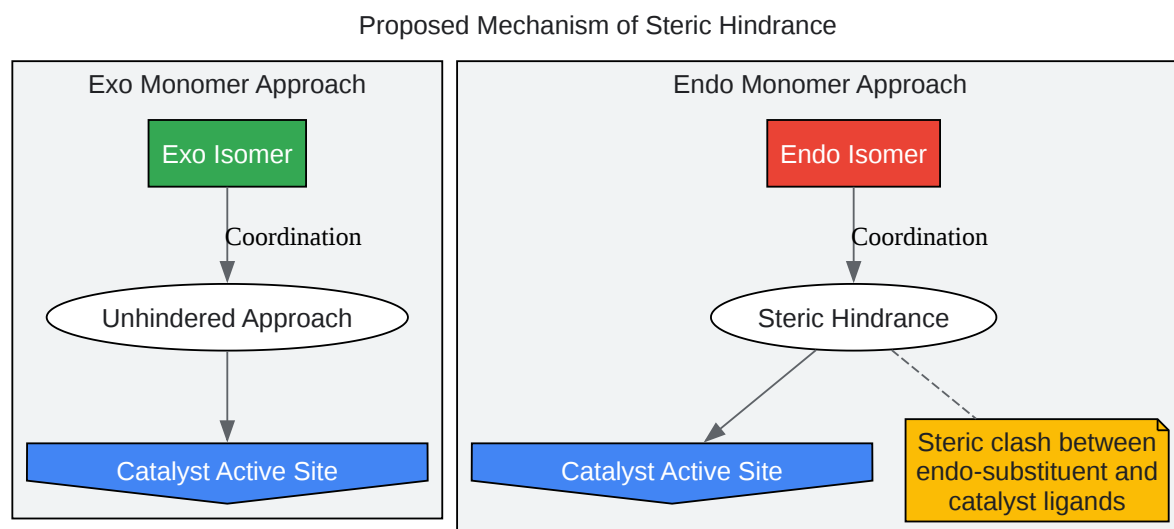 Proposed Mechanism of Steric Hindrance
Exo Monomer Approach
Exo Isomer
Coordination
Unhindered Approach
Catalyst Active Site
Endo Monomer Approach
Endo Isomer
Coordination
Steric Hindrance
Catalyst Active Site
Steric clash between
endo-substituent and
catalyst ligands